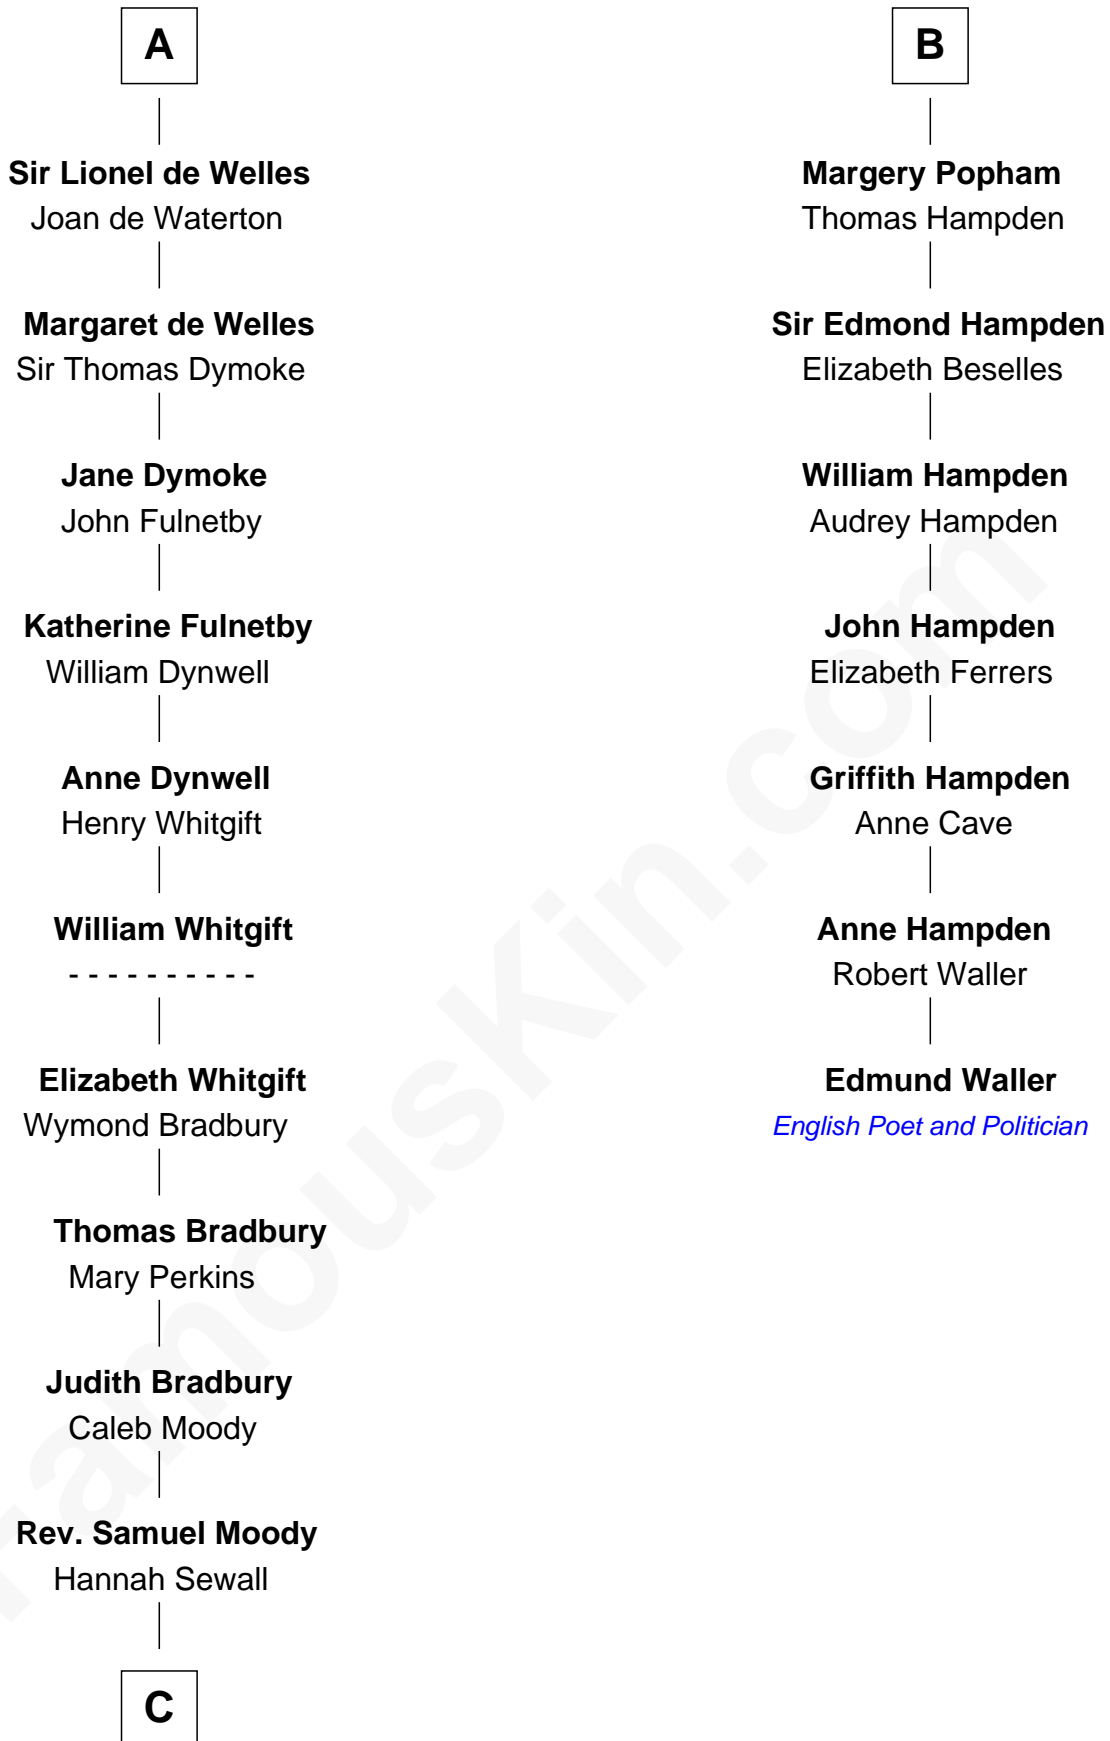 A
Sir Lionel de Welles
Joan de Waterton
Margaret de Welles
Sir Thomas Dymoke
Jane Dymoke
John Fulnetby
Katherine Fulnetby
William Dynwell
Anne Dynwell
Henry Whitgift
William Whitgift
- - - - - - - - - -
Elizabeth Whitgift
Wymond Bradbury
Thomas Bradbury
Mary Perkins
Judith Bradbury
Caleb Moody
Rev. Samuel Moody
Hannah Sewall
C
B
Margery Popham
Thomas Hampden
Sir Edmond Hampden
Elizabeth Beselles
William Hampden
Audrey Hampden
John Hampden
Elizabeth Ferrers
Griffith Hampden
Anne Cave
Anne Hampden
Robert Waller
Edmund Waller
English Poet and Politician
FamousKin.com